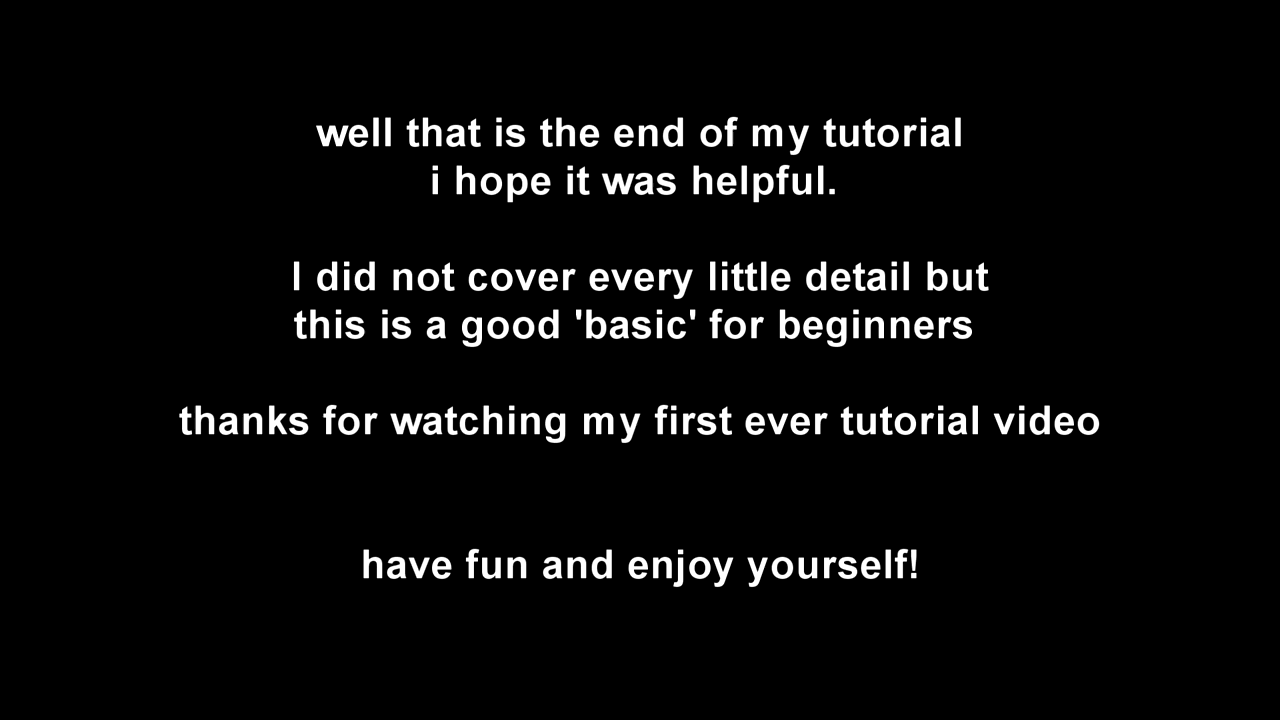 well that is the end of my tutorial
i hope it was helpful.
I did not cover every little detail but
this is a good 'basic' for beginners
thanks for watching my first ever tutorial video
have fun and enjoy yourself!